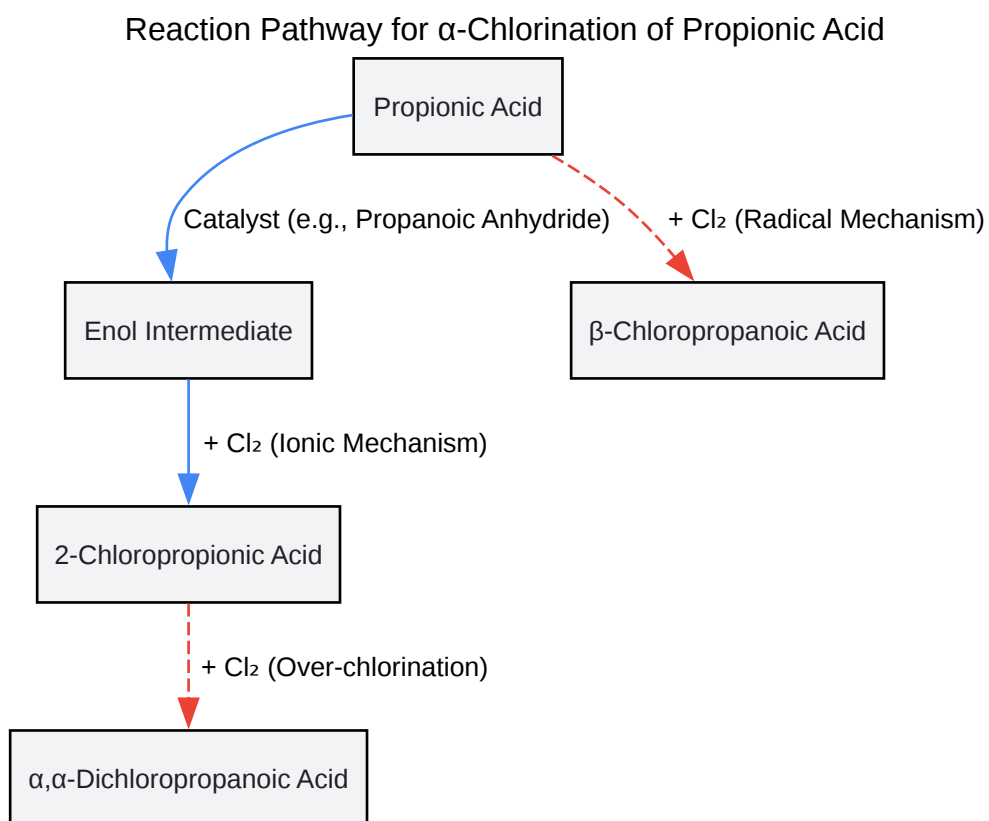 Reaction Pathway for α-Chlorination of Propionic Acid
Propionic Acid
Catalyst (e.g., Propanoic Anhydride)
+ Cl₂ (Radical Mechanism)
Enol Intermediate
β-Chloropropanoic Acid
+ Cl₂ (Ionic Mechanism)
2-Chloropropionic Acid
+ Cl₂ (Over-chlorination)
α,α-Dichloropropanoic Acid